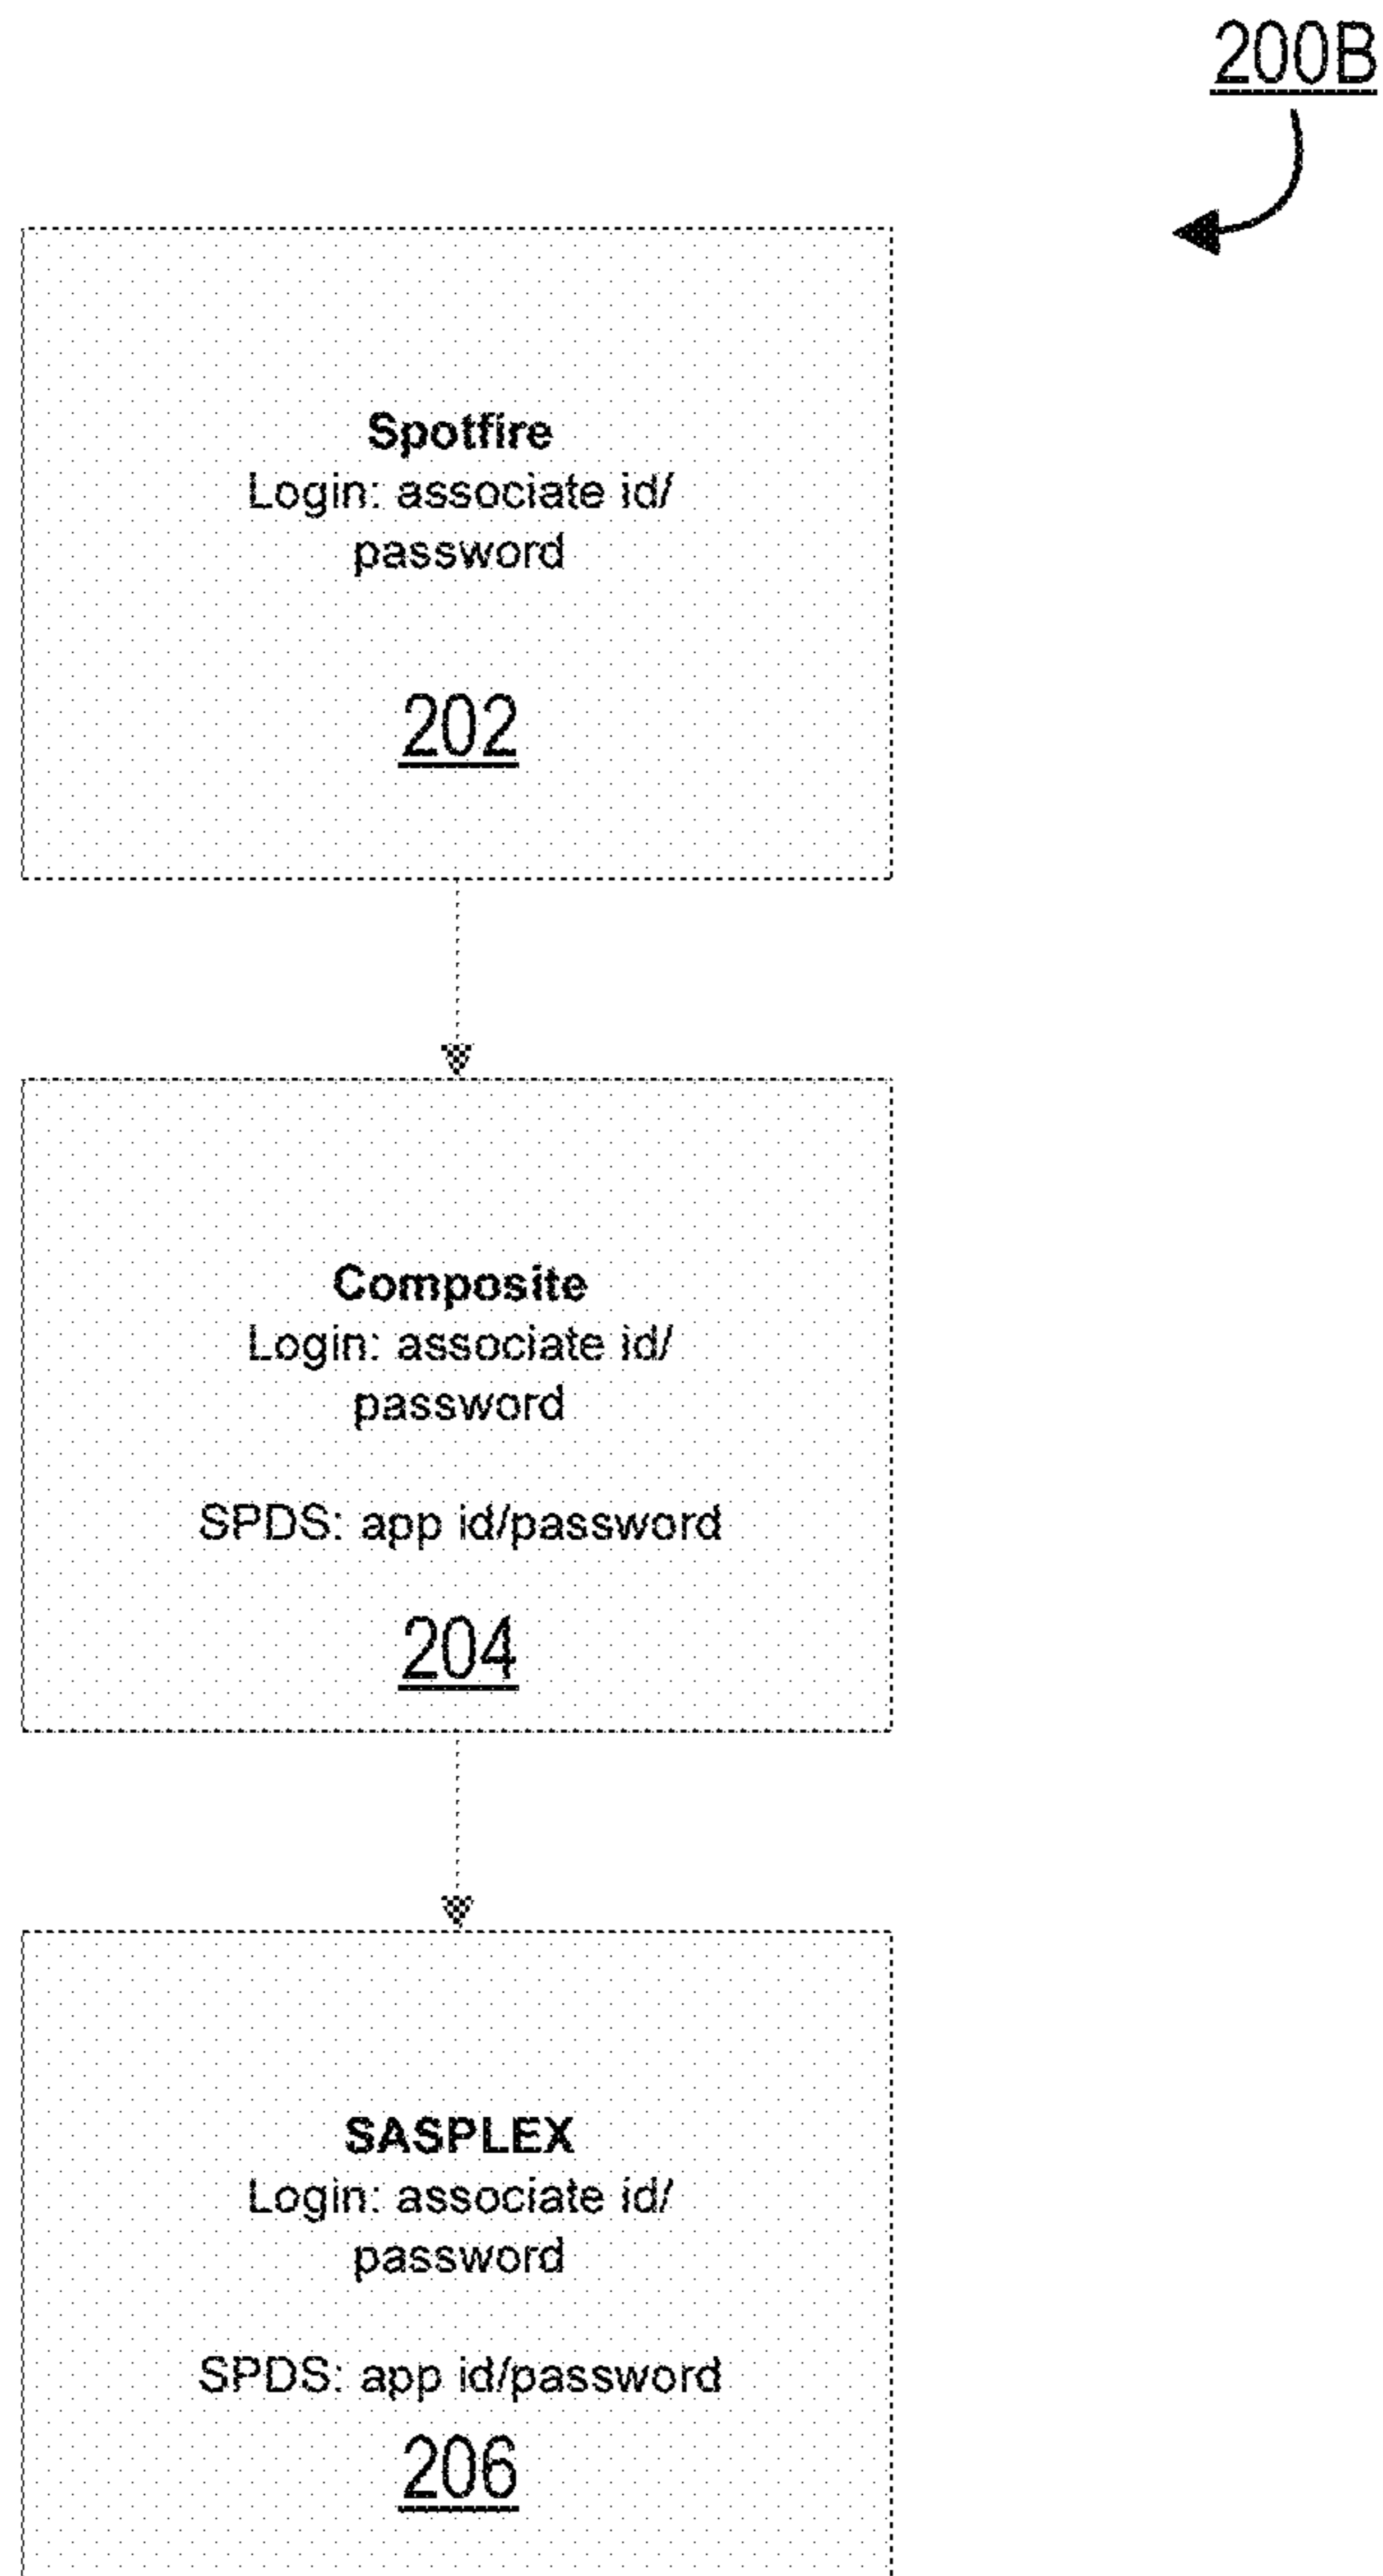 200B
Spotfire
Login: associate id/
password
202
Composite
Login: associate id/
password
SPDS: app id/password
204
SASPLEX
Login: associate id/
password
SPDS: app id/password
206